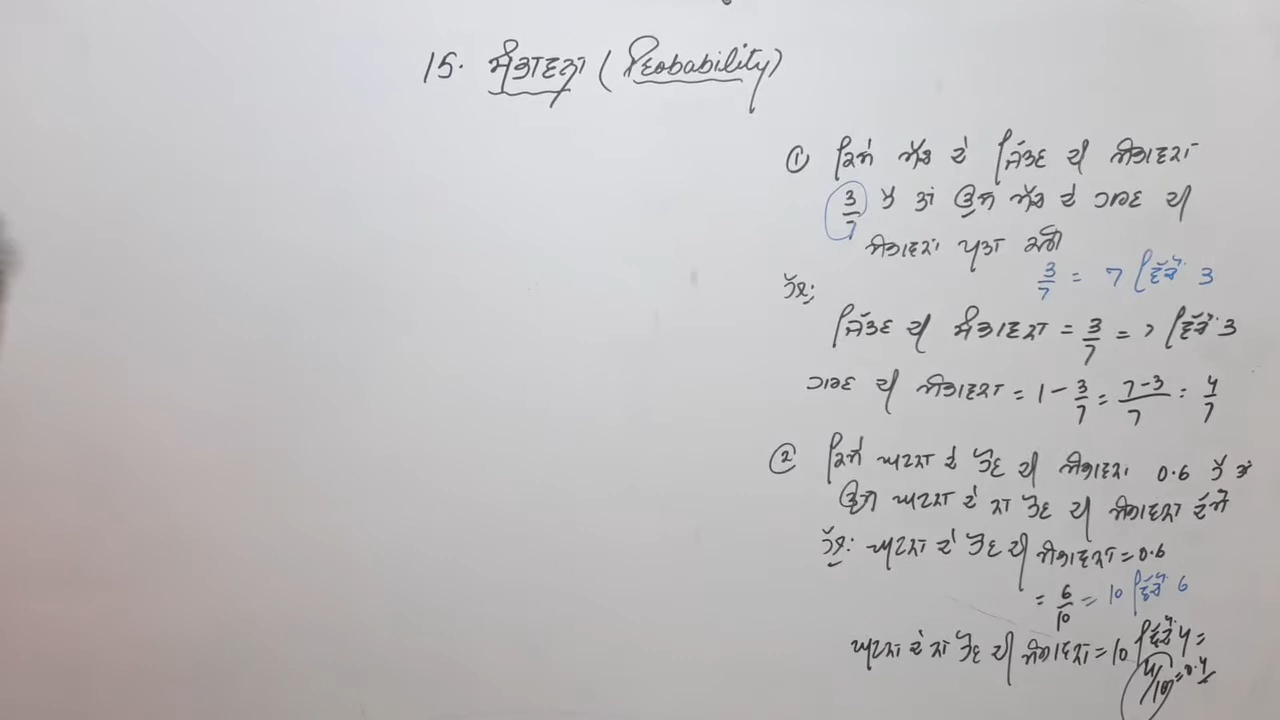 15. ਸੰਭਾਵਨਾ (Probability)
① ਕਿਸੇ ਮੈਚ ਦੇ ਜਿੱਤਣ ਦੀ ਸੰਭਾਵਨਾ
3/7 ਹੈ ਤਾਂ ਉਸ ਮੈਚ ਦੇ ਹਾਰਣ ਦੀ
ਸੰਭਾਵਨਾ ਪਤਾ ਕਰੋ
3/7 = 7 ਵਿੱਚੋਂ 3
ਹੱਲ:
ਜਿੱਤਣ ਦੀ ਸੰਭਾਵਨਾ = 3/7 = 7 ਵਿੱਚੋਂ 3
ਹਾਰਣ ਦੀ ਸੰਭਾਵਨਾ = 1 - 3/7 = 7-3/7 = 4/7
② ਕਿਸੇ ਘਟਨਾ ਦੇ ਹੋਣ ਦੀ ਸੰਭਾਵਨਾ 0.6 ਹੈ ਤਾਂ
ਉਸ ਘਟਨਾ ਦੇ ਨਾ ਹੋਣ ਦੀ ਸੰਭਾਵਨਾ ਦੱਸੋ
ਹੱਲ: ਘਟਨਾ ਦੇ ਹੋਣ ਦੀ ਸੰਭਾਵਨਾ = 0.6
= 6/10 = 10 ਵਿੱਚੋਂ 6
ਘਟਨਾ ਦੇ ਨਾ ਹੋਣ ਦੀ ਸੰਭਾਵਨਾ = 10 ਵਿੱਚੋਂ 4 =
4/10 = 0.4